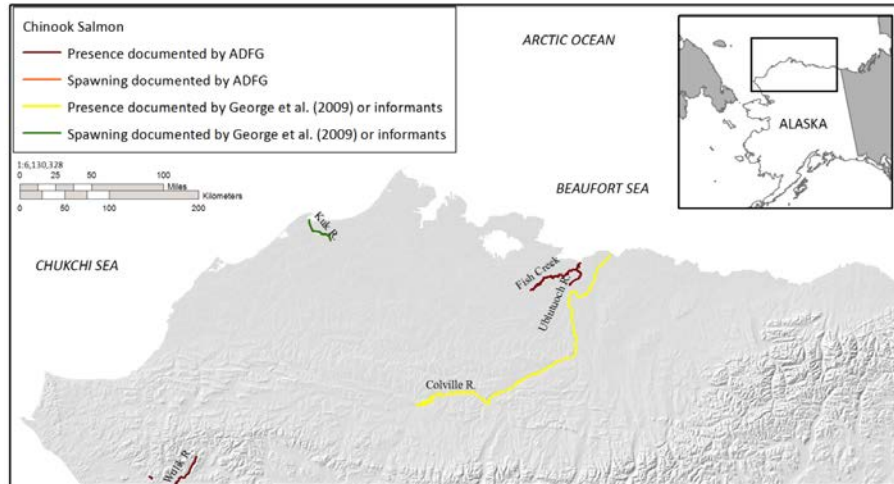 Chinook Salmon
Presence documented by ADFG
Spawning documented by ADFG
Presence documented by George et al. (2009) or informants
Spawning documented by George et al. (2009) or informants
ARCTIC OCEAN
ALASKA
1:6,130,328
0 25 50 100
Miles
Kilometers
0 50 100 200
BEAUFORT SEA
Kuk R.
CHUKCHI SEA
Fish Creek
Ublutuoch R.
Colville R.
Wulik R.